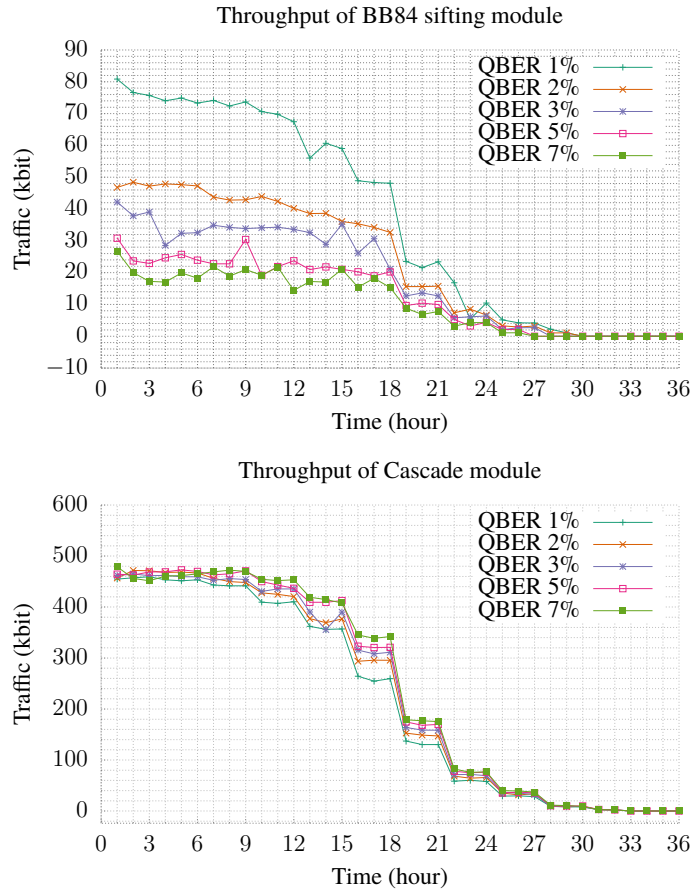 Throughput of BB84 sifting module
90
80
70
60
50
40
30
20
10
0
−10
Traffic (kbit)
QBER 1%
QBER 2%
QBER 3%
QBER 5%
QBER 7%
0 3 6 9 12 15 18 21 24 27 30 33 36
Time (hour)
Throughput of Cascade module
600
500
400
300
200
100
0
Traffic (kbit)
QBER 1%
QBER 2%
QBER 3%
QBER 5%
QBER 7%
0 3 6 9 12 15 18 21 24 27 30 33 36
Time (hour)